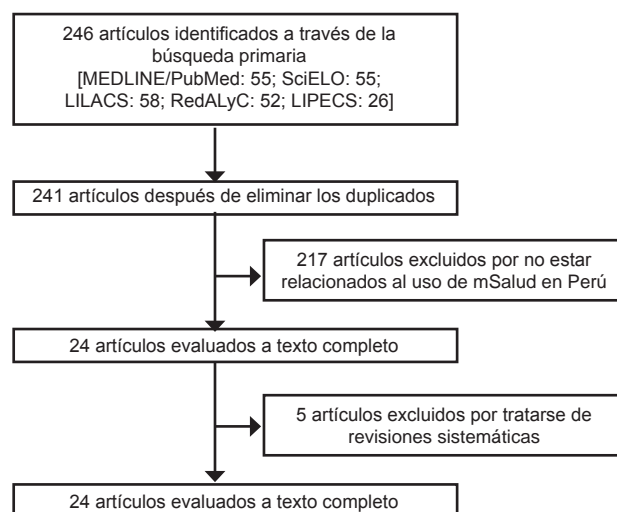 246 artículos identificados a través de la
búsqueda primaria
[MEDLINE/PubMed: 55; SciELO: 55;
LILACS: 58; RedALyC: 52; LIPECS: 26]
241 artículos después de eliminar los duplicados
217 artículos excluidos por no estar
relacionados al uso de mSalud en Perú
24 artículos evaluados a texto completo
5 artículos excluidos por tratarse de
revisiones sistemáticas
24 artículos evaluados a texto completo